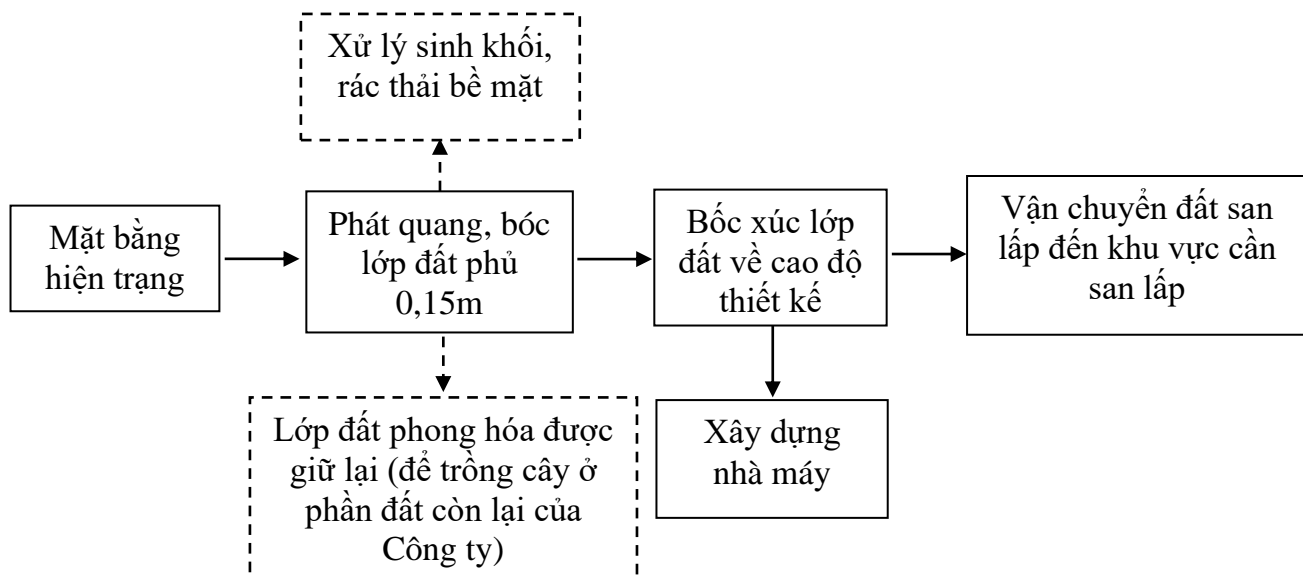 Xử lý sinh khối,
rác thải bề mặt
Mặt bằng
hiện trạng
Phát quang, bóc
lớp đất phủ
0,15m
Bốc xúc lớp
đất về cao độ
thiết kế
Vận chuyển đất san
lấp đến khu vực cần
san lấp
Lớp đất phong hóa được
giữ lại (để trồng cây ở
phần đất còn lại của
Công ty)
Xây dựng
nhà máy